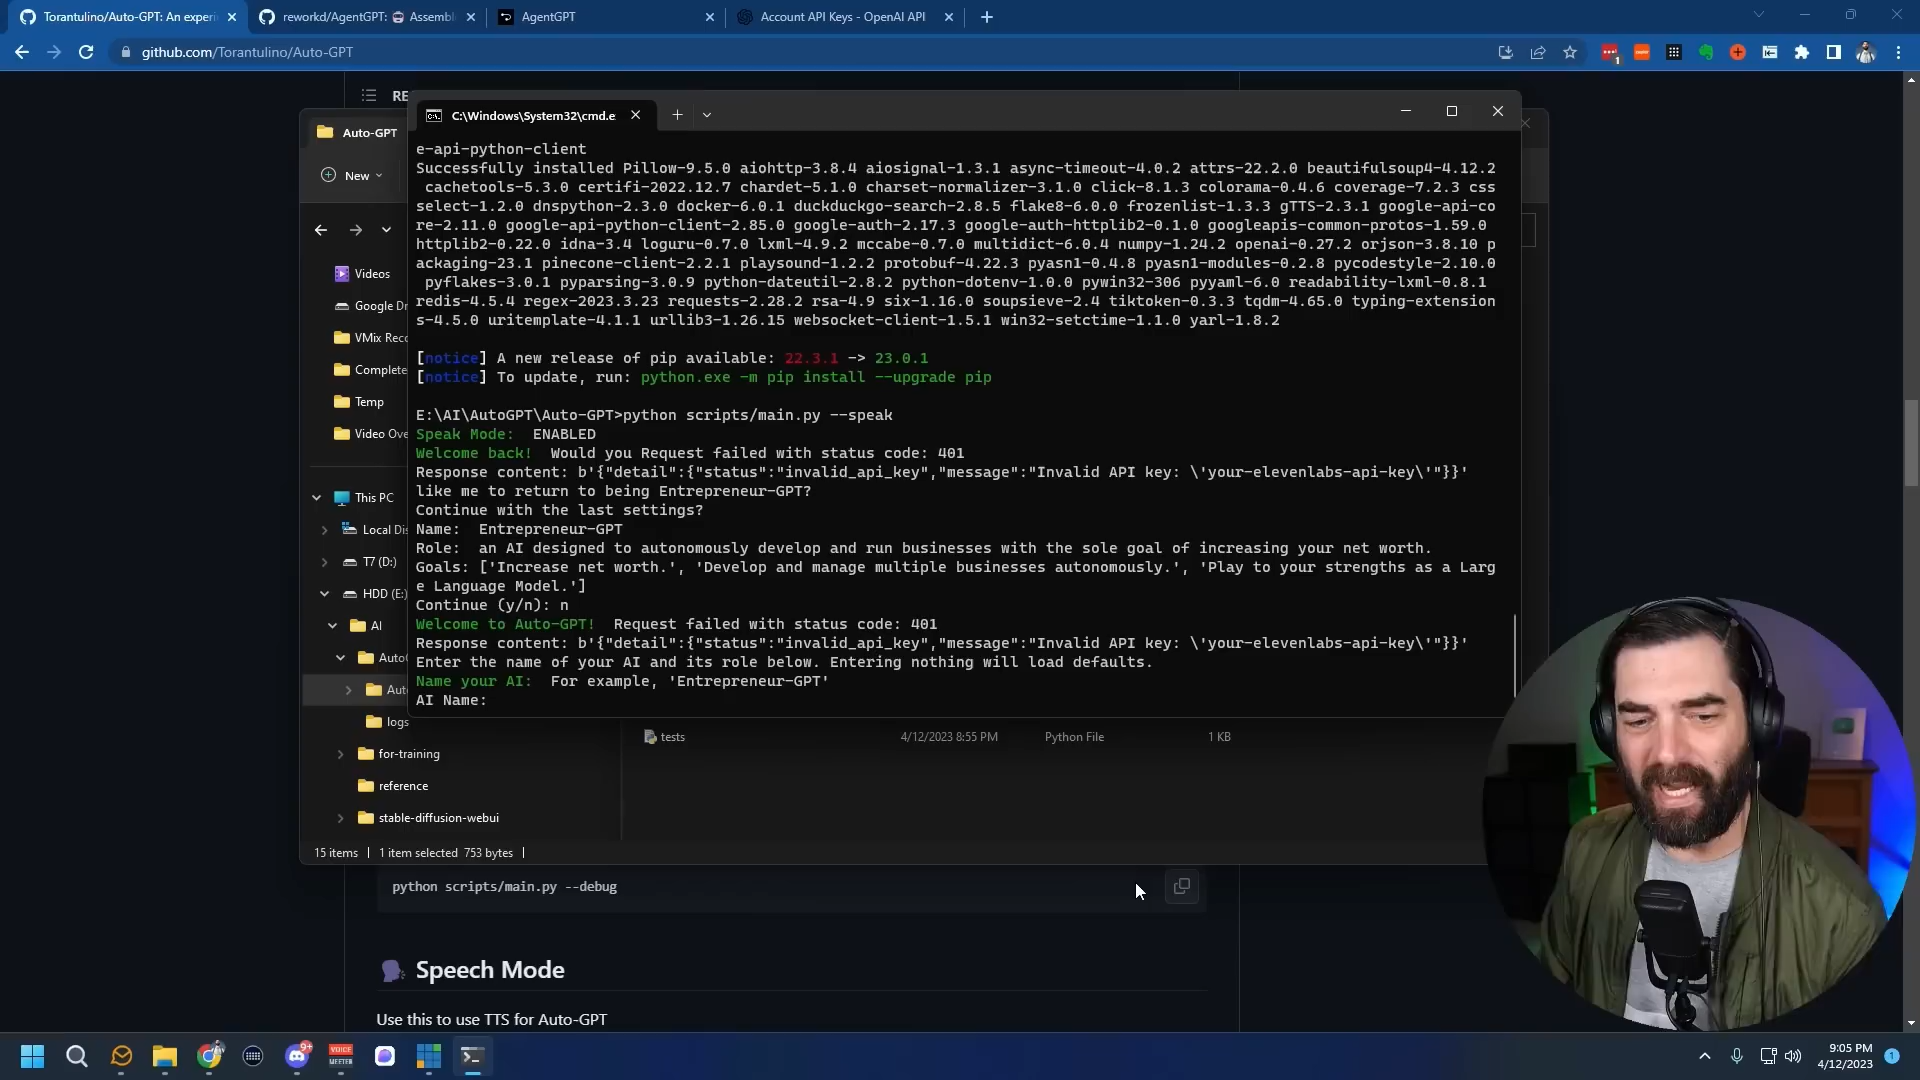 Torantulino/Auto-GPT: An experi
reworkd/AgentGPT: 🤖 Assembl
AgentGPT
Account API Keys - OpenAI API
github.com/Torantulino/Auto-GPT
1
RE
Auto-GPT
New
Videos
Google Dr
VMix Reco
Complete
Temp
Video Ove
This PC
Local Dis
T7 (D:)
HDD (E:)
AI
Auto
Aut
logs
for-training
reference
stable-diffusion-webui
15 items | 1 item selected 753 bytes |
C:\Windows\System32\cmd.e
e-api-python-client
Successfully installed Pillow-9.5.0 aiohttp-3.8.4 aiosignal-1.3.1 async-timeout-4.0.2 attrs-22.2.0 beautifulsoup4-4.12.2
cachetools-5.3.0 certifi-2022.12.7 chardet-5.1.0 charset-normalizer-3.1.0 click-8.1.3 colorama-0.4.6 coverage-7.2.3 css
select-1.2.0 dnspython-2.3.0 docker-6.0.1 duckduckgo-search-2.8.5 flake8-6.0.0 frozenlist-1.3.3 gTTS-2.3.1 google-api-co
re-2.11.0 google-api-python-client-2.85.0 google-auth-2.17.3 google-auth-httplib2-0.1.0 googleapis-common-protos-1.59.0
httplib2-0.22.0 idna-3.4 loguru-0.7.0 lxml-4.9.2 mccabe-0.7.0 multidict-6.0.4 numpy-1.24.2 openai-0.27.2 orjson-3.8.10 p
ackaging-23.1 pinecone-client-2.2.1 playsound-1.2.2 protobuf-4.22.3 pyasn1-0.4.8 pyasn1-modules-0.2.8 pycodestyle-2.10.0
pyflakes-3.0.1 pyparsing-3.0.9 python-dateutil-2.8.2 python-dotenv-1.0.0 pywin32-306 pyyaml-6.0 readability-lxml-0.8.1
redis-4.5.4 regex-2023.3.23 requests-2.28.2 rsa-4.9 six-1.16.0 soupsieve-2.4 tiktoken-0.3.3 tqdm-4.65.0 typing-extension
s-4.5.0 uritemplate-4.1.1 urllib3-1.26.15 websocket-client-1.5.1 win32-setctime-1.1.0 yarl-1.8.2
[notice] A new release of pip available: 22.3.1 -> 23.0.1
[notice] To update, run: python.exe -m pip install --upgrade pip
E:\AI\AutoGPT\Auto-GPT>python scripts/main.py --speak
Speak Mode:  ENABLED
Welcome back!  Would you Request failed with status code: 401
Response content: b'{"detail":{"status":"invalid_api_key","message":"Invalid API key: \'your-elevenlabs-api-key\'"}}'
like me to return to being Entrepreneur-GPT?
Continue with the last settings?
Name:  Entrepreneur-GPT
Role:  an AI designed to autonomously develop and run businesses with the sole goal of increasing your net worth.
Goals: ['Increase net worth.', 'Develop and manage multiple businesses autonomously.', 'Play to your strengths as a Larg
e Language Model.']
Continue (y/n): n
Welcome to Auto-GPT!  Request failed with status code: 401
Response content: b'{"detail":{"status":"invalid_api_key","message":"Invalid API key: \'your-elevenlabs-api-key\'"}}'
Enter the name of your AI and its role below. Entering nothing will load defaults.
Name your AI:  For example, 'Entrepreneur-GPT'
AI Name:
tests 4/12/2023 8:55 PM Python File 1 KB
python scripts/main.py --debug
Speech Mode
Use this to use TTS for Auto-GPT
9+
VOICE
MEETER
9:05 PM
4/12/2023
1